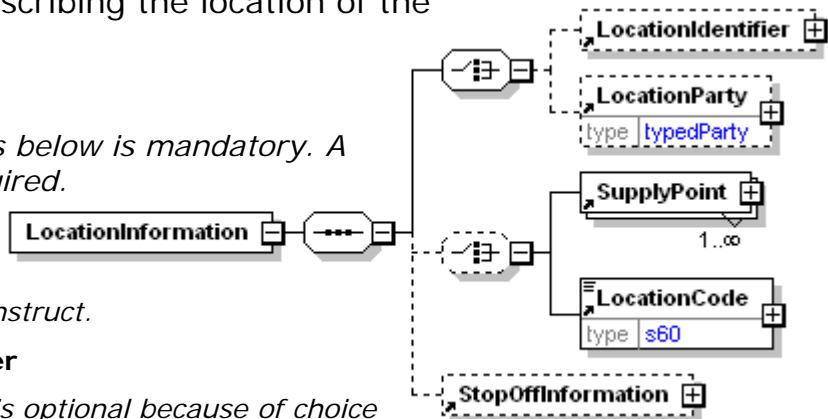 scribing the location of the
LocationIdentifier
LocationParty
type typedParty
s below is mandatory. A
uired.
SupplyPoint
1..∞
LocationInformation
LocationCode
type s60
nstruct.
er
s optional because of choice
StopOffInformation